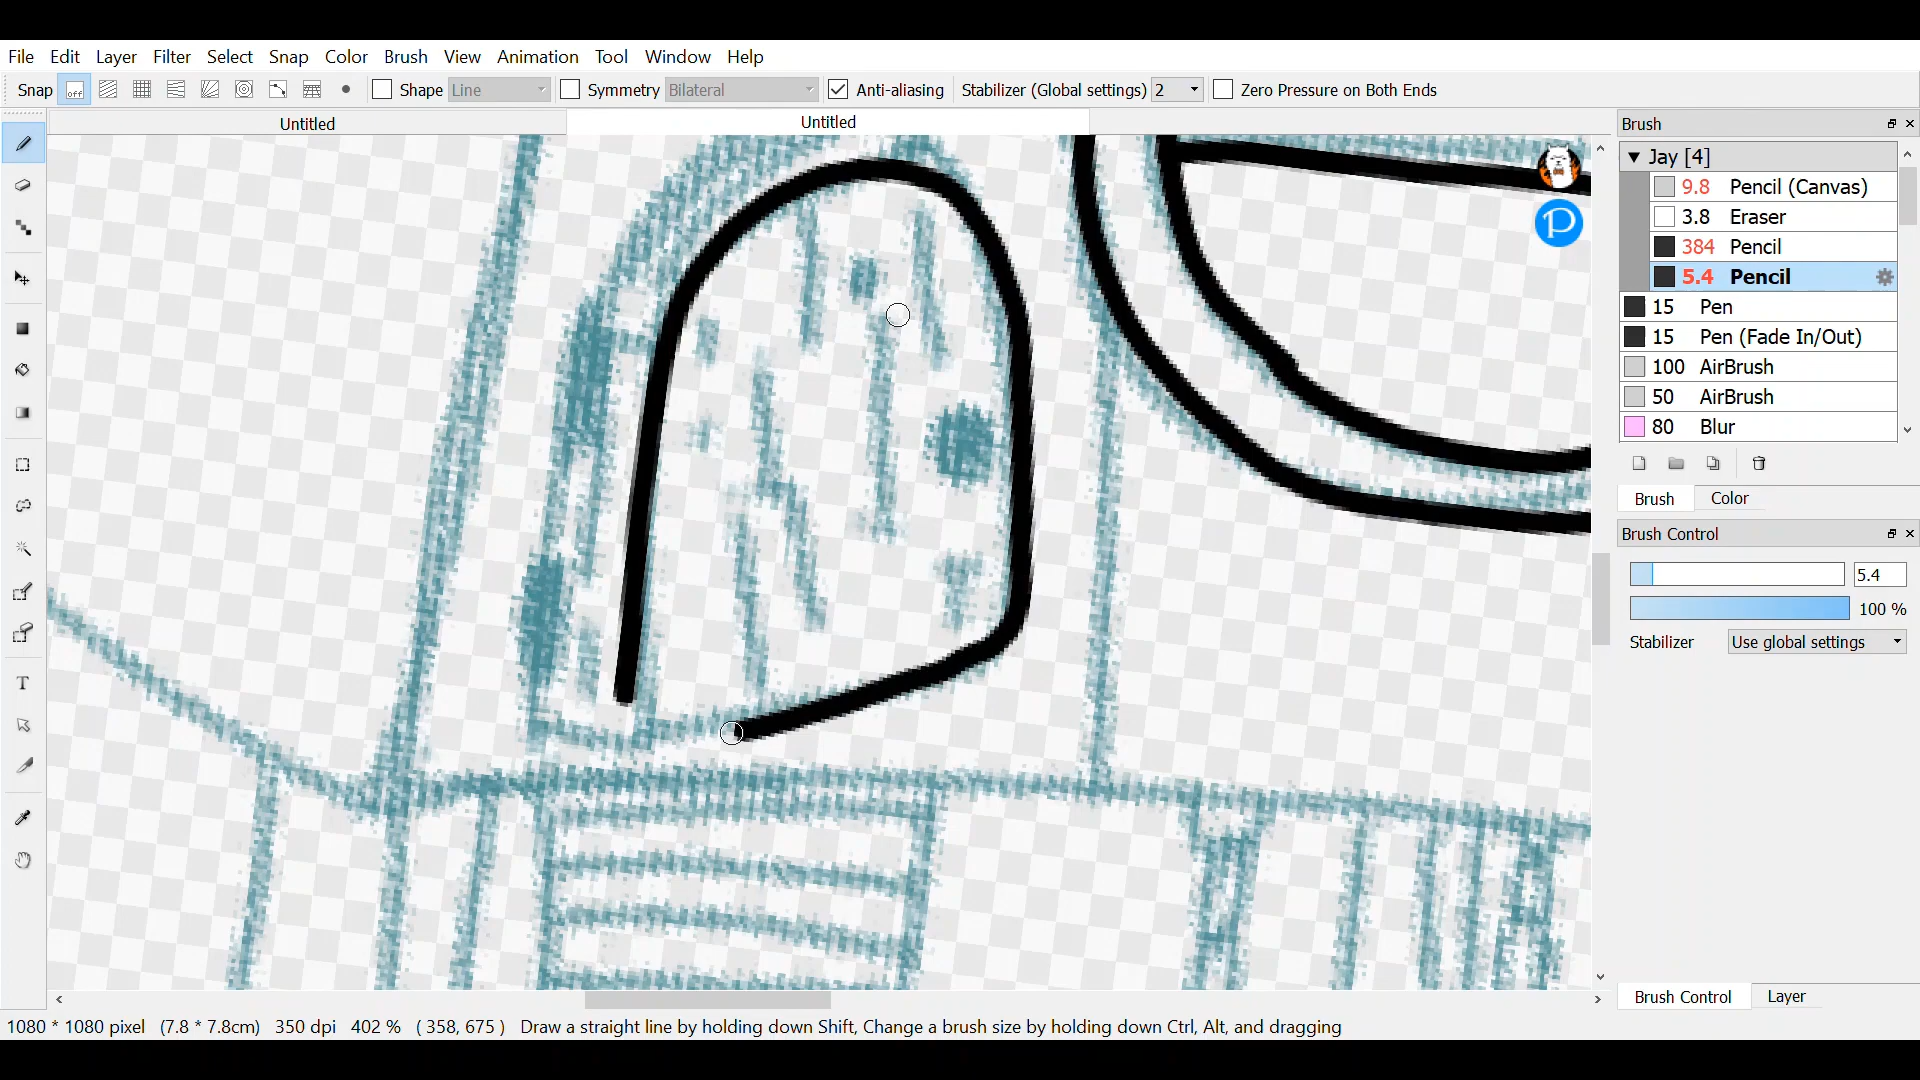 File Edit Layer Filter Select Snap Color Brush View Animation Tool Window Help
Snap off Shape Line Symmetry Bilateral Anti-aliasing Stabilizer (Global settings) 2 Zero Pressure on Both Ends
Untitled Untitled
Brush
Jay [4]
9.8 Pencil (Canvas)
3.8 Eraser
384 Pencil
5.4 Pencil
15 Pen
15 Pen (Fade In/Out)
100 AirBrush
50 AirBrush
80 Blur
Brush Color
Brush Control
5.4
100 %
Stabilizer Use global settings
T
P
Brush Control Layer
1080 * 1080 pixel (7.8 * 7.8cm) 350 dpi 402 % ( 358, 675 ) Draw a straight line by holding down Shift, Change a brush size by holding down Ctrl, Alt, and dragging